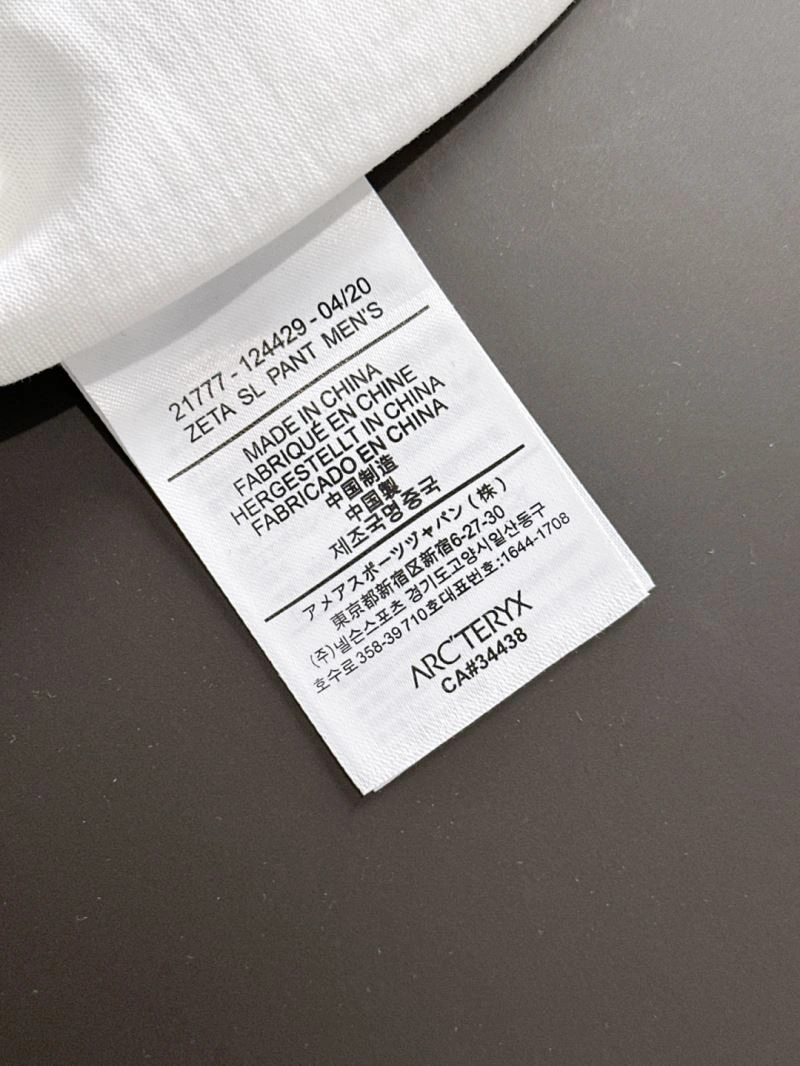 21777 - 124429 - 04/20
ZETA SL PANT MEN'S
MADE IN CHINA
FABRIQUÉ EN CHINE
HERGESTELLT IN CHINA
FABRICADO EN CHINA
中国制造
中国製
제조국명중국
アメアスポーツヅャパン (株)
東京都新宿区新宿6-27-30
(주)넬슨스포츠 경기도고양시일산동구
호수로358-39 710호대표번호:1644-1708
ARC'TERYX
CA#34438